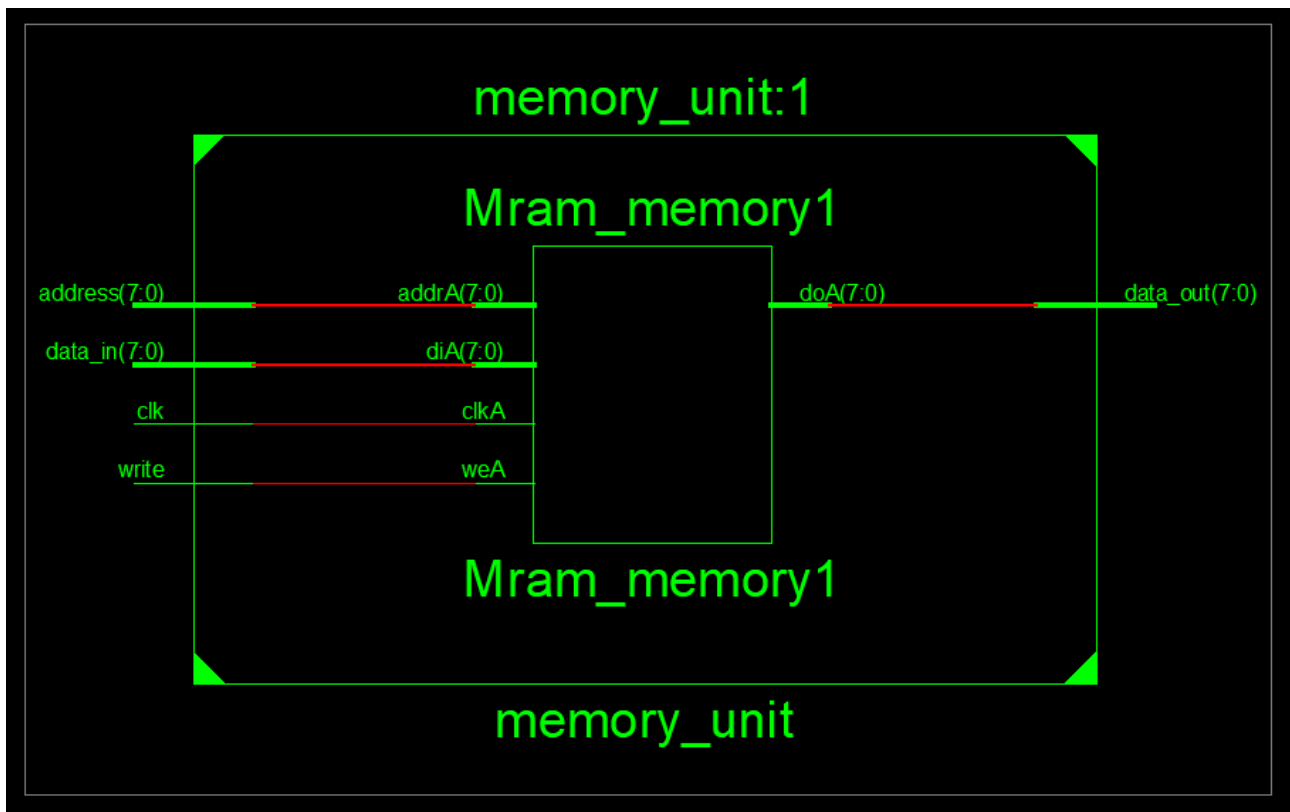 memory_unit:1
Mram_memory1
address(7:0) addrA(7:0) doA(7:0) data_out(7:0)
data_in(7:0) diA(7:0)
clk clkA
write weA
Mram_memory1
memory_unit